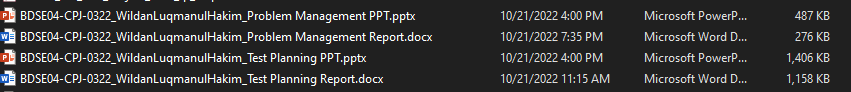 BDSE04-CPJ-0322_WildanLuqmanulHakim_Problem Management PPT.pptx 10/21/2022 4:00 PM Microsoft PowerP... 487 KB
BDSE04-CPJ-0322_WildanLuqmanulHakim_Problem Management Report.docx 10/21/2022 7:35 PM Microsoft Word D... 276 KB
BDSE04-CPJ-0322_WildanLuqmanulHakim_Test Planning PPT.pptx 10/21/2022 4:00 PM Microsoft PowerP... 1,406 KB
BDSE04-CPJ-0322_WildanLuqmanulHakim_Test Planning Report.docx 10/21/2022 11:15 AM Microsoft Word D... 1,158 KB